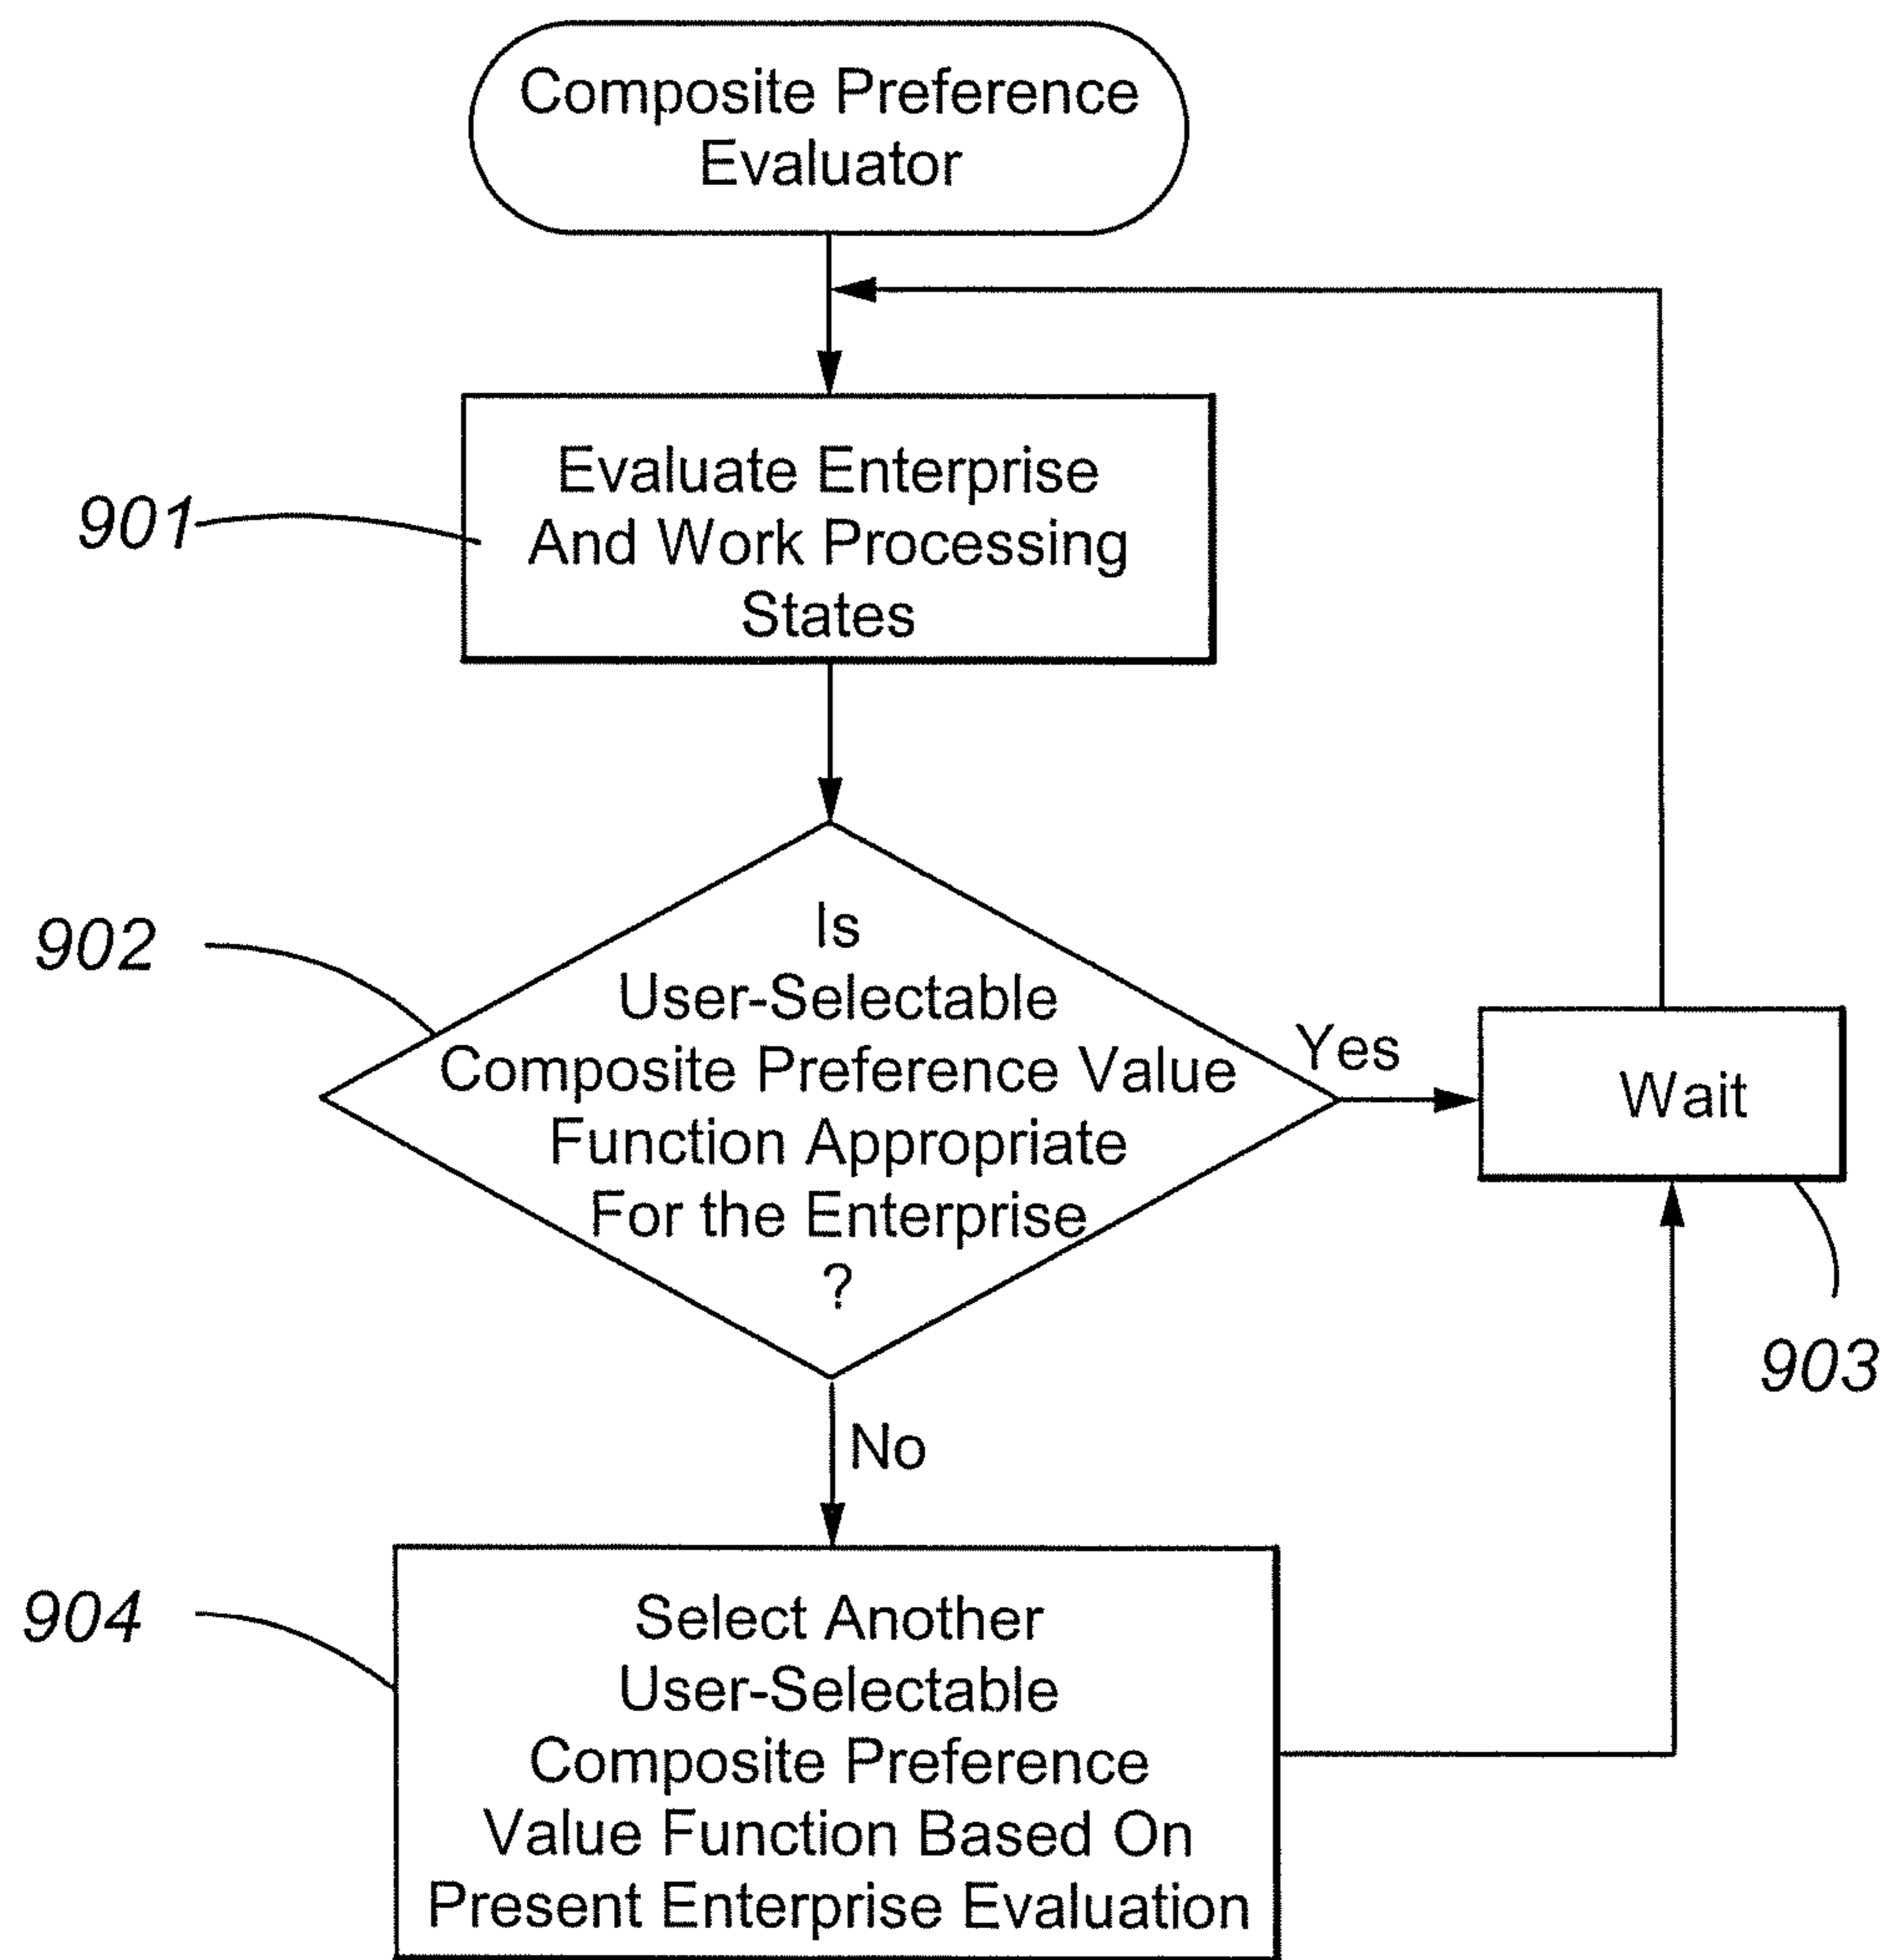 Composite Preference
Evaluator
901
Evaluate Enterprise
And Work Processing
States
902
Is
User-Selectable
Composite Preference Value
Function Appropriate
For the Enterprise
?
Yes
Wait
903
No
904
Select Another
User-Selectable
Composite Preference
Value Function Based On
Present Enterprise Evaluation